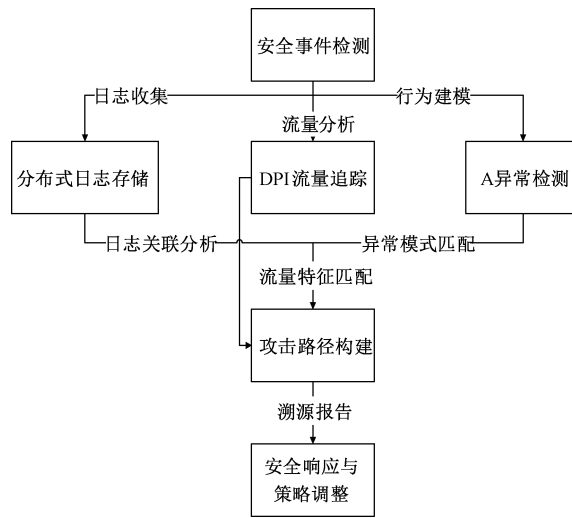 安全事件检测
日志收集
行为建模
流量分析
分布式日志存储
DPI流量追踪
A异常检测
日志关联分析
异常模式匹配
流量特征匹配
攻击路径构建
溯源报告
安全响应与
策略调整